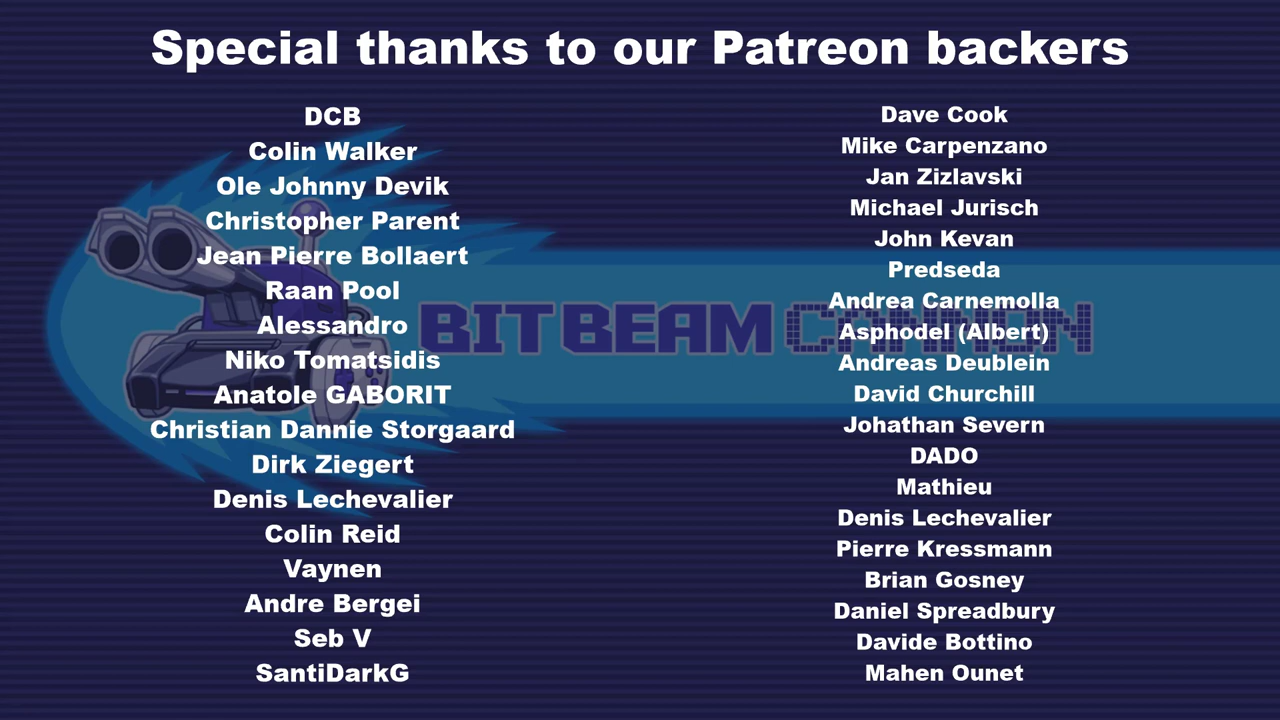 Special thanks to our Patreon backers
DCB
Colin Walker
Ole Johnny Devik
Christopher Parent
Jean Pierre Bollaert
Raan Pool
Alessandro
Niko Tomatsidis
Anatole GABORIT
Christian Dannie Storgaard
Dirk Ziegert
Denis Lechevalier
Colin Reid
Vaynen
Andre Bergei
Seb V
SantiDarkG
Dave Cook
Mike Carpenzano
Jan Zizlavski
Michael Jurisch
John Kevan
Predseda
Andrea Carnemolla
Asphodel (Albert)
Andreas Deublein
David Churchill
Johathan Severn
DADO
Mathieu
Denis Lechevalier
Pierre Kressmann
Brian Gosney
Daniel Spreadbury
Davide Bottino
Mahen Ounet
BITBEAM CANNON